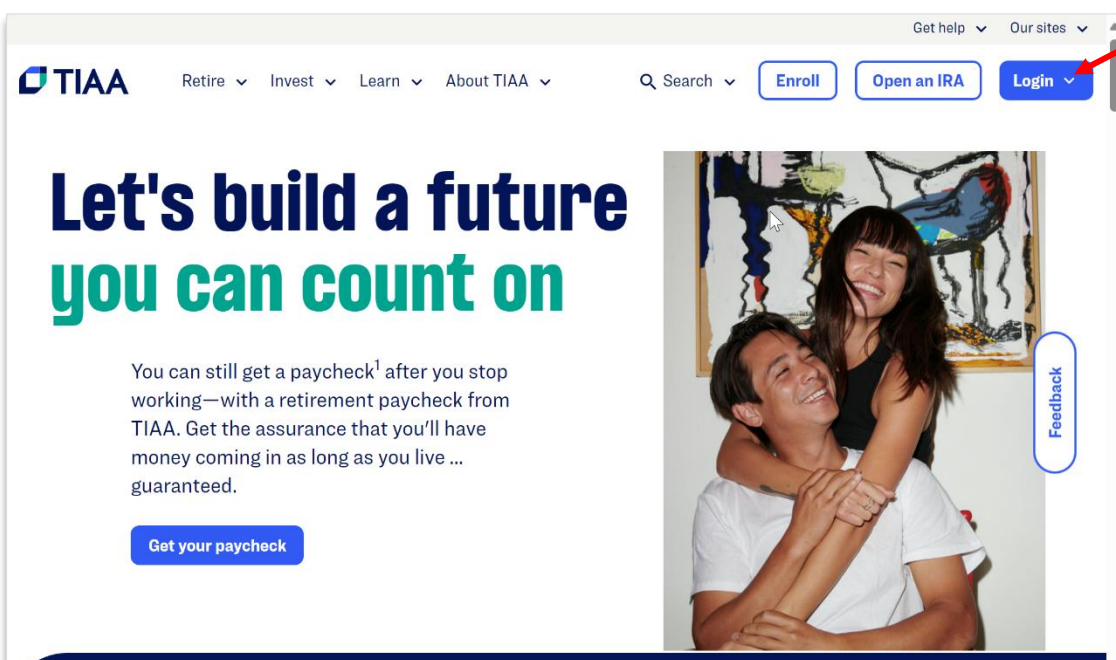 Get help Our sites
TIAA Retire Invest Learn About TIAA Search Enroll Open an IRA Login
Let's build a future
you can count on
You can still get a paycheck¹ after you stop
working—with a retirement paycheck from
TIAA. Get the assurance that you'll have
money coming in as long as you live ...
guaranteed.
Get your paycheck
Feedback